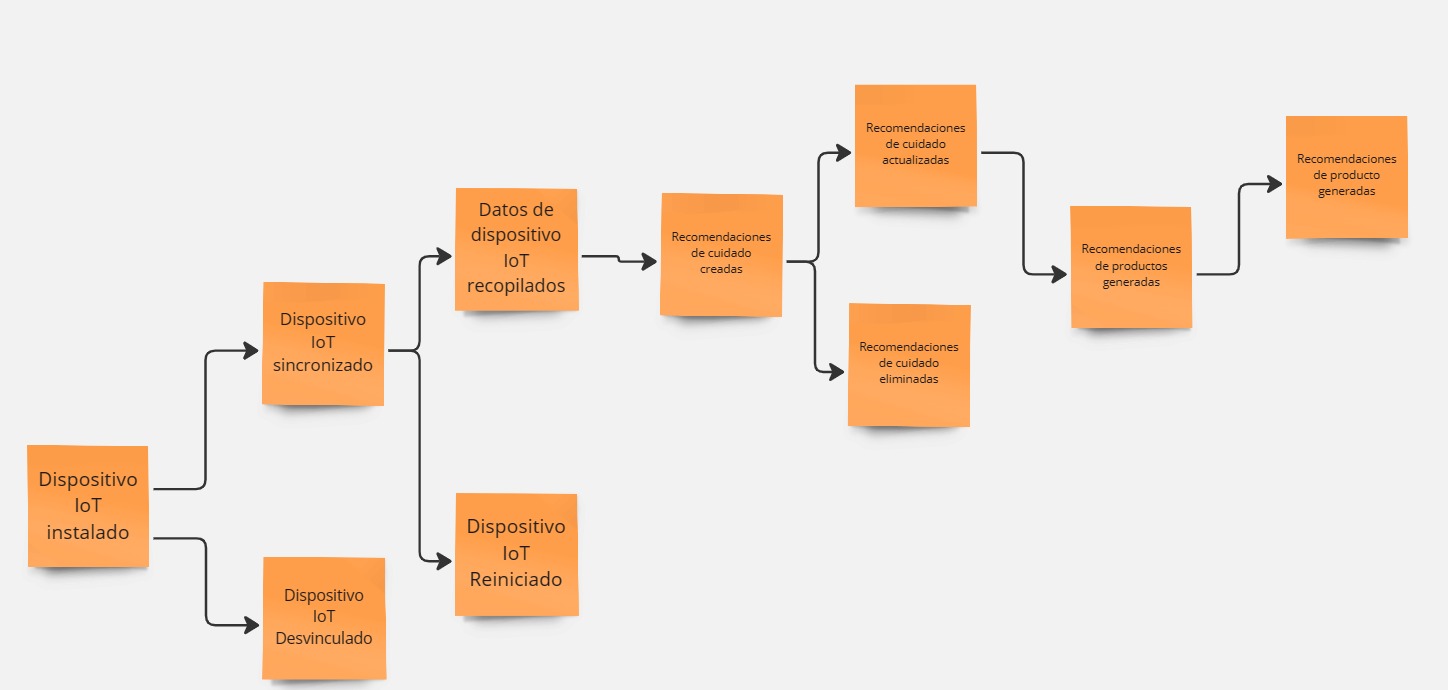 Dispositivo
IoT
instalado
Dispositivo
IoT
sincronizado
Dispositivo
IoT
Desvinculado
Datos de
dispositivo
IoT
recopilados
Dispositivo
IoT
Reiniciado
Recomendaciones
de cuidado
creadas
Recomendaciones
de cuidado
actualizadas
Recomendaciones
de cuidado
eliminadas
Recomendaciones
de productos
generadas
Recomendaciones
de producto
generadas